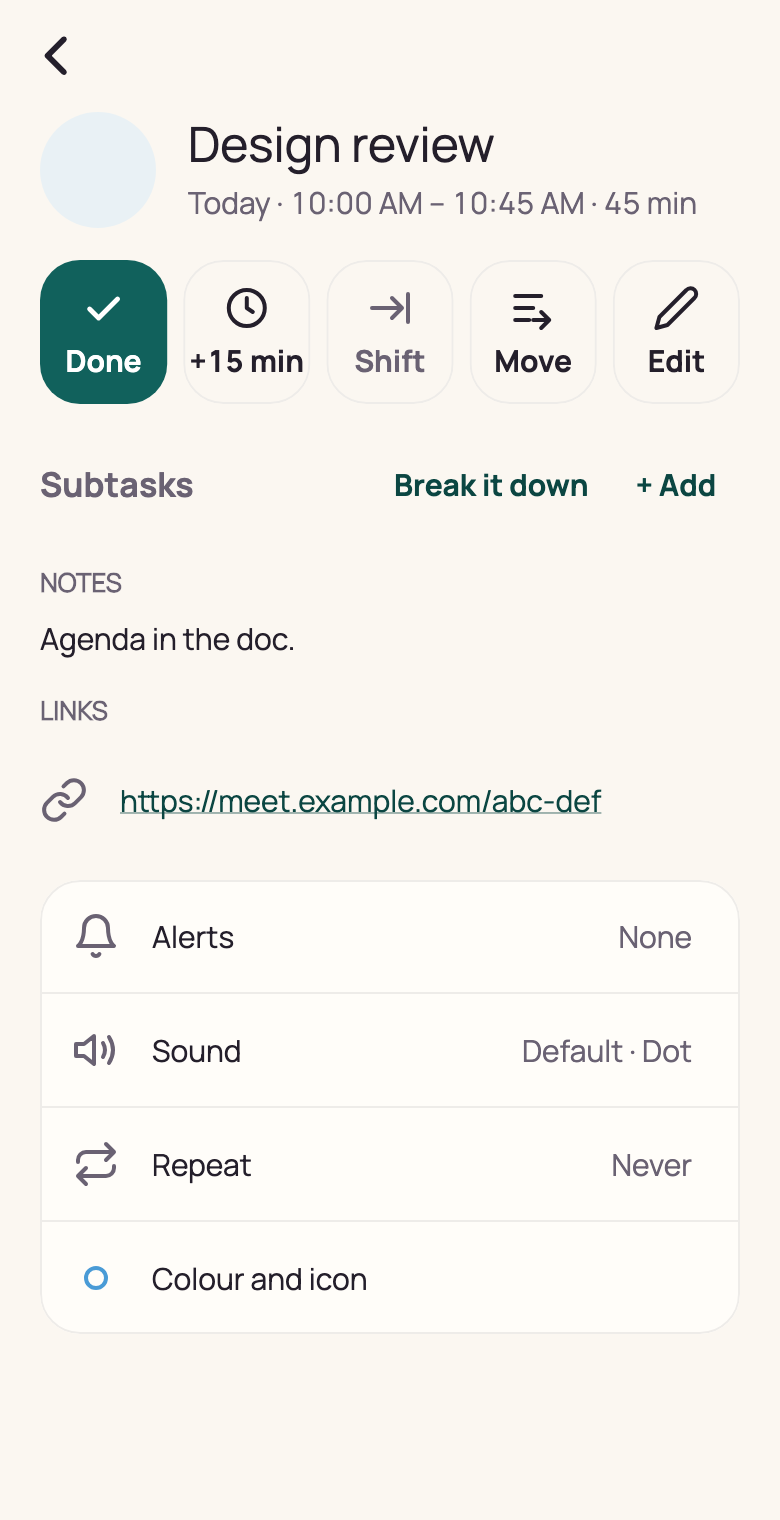 Design review
Today · 10:00 AM – 10:45 AM · 45 min
Done +15 min Shift Move Edit
Subtasks Break it down + Add
NOTES
Agenda in the doc.
LINKS
https://meet.example.com/abc-def
Alerts None
Sound Default · Dot
Repeat Never
Colour and icon